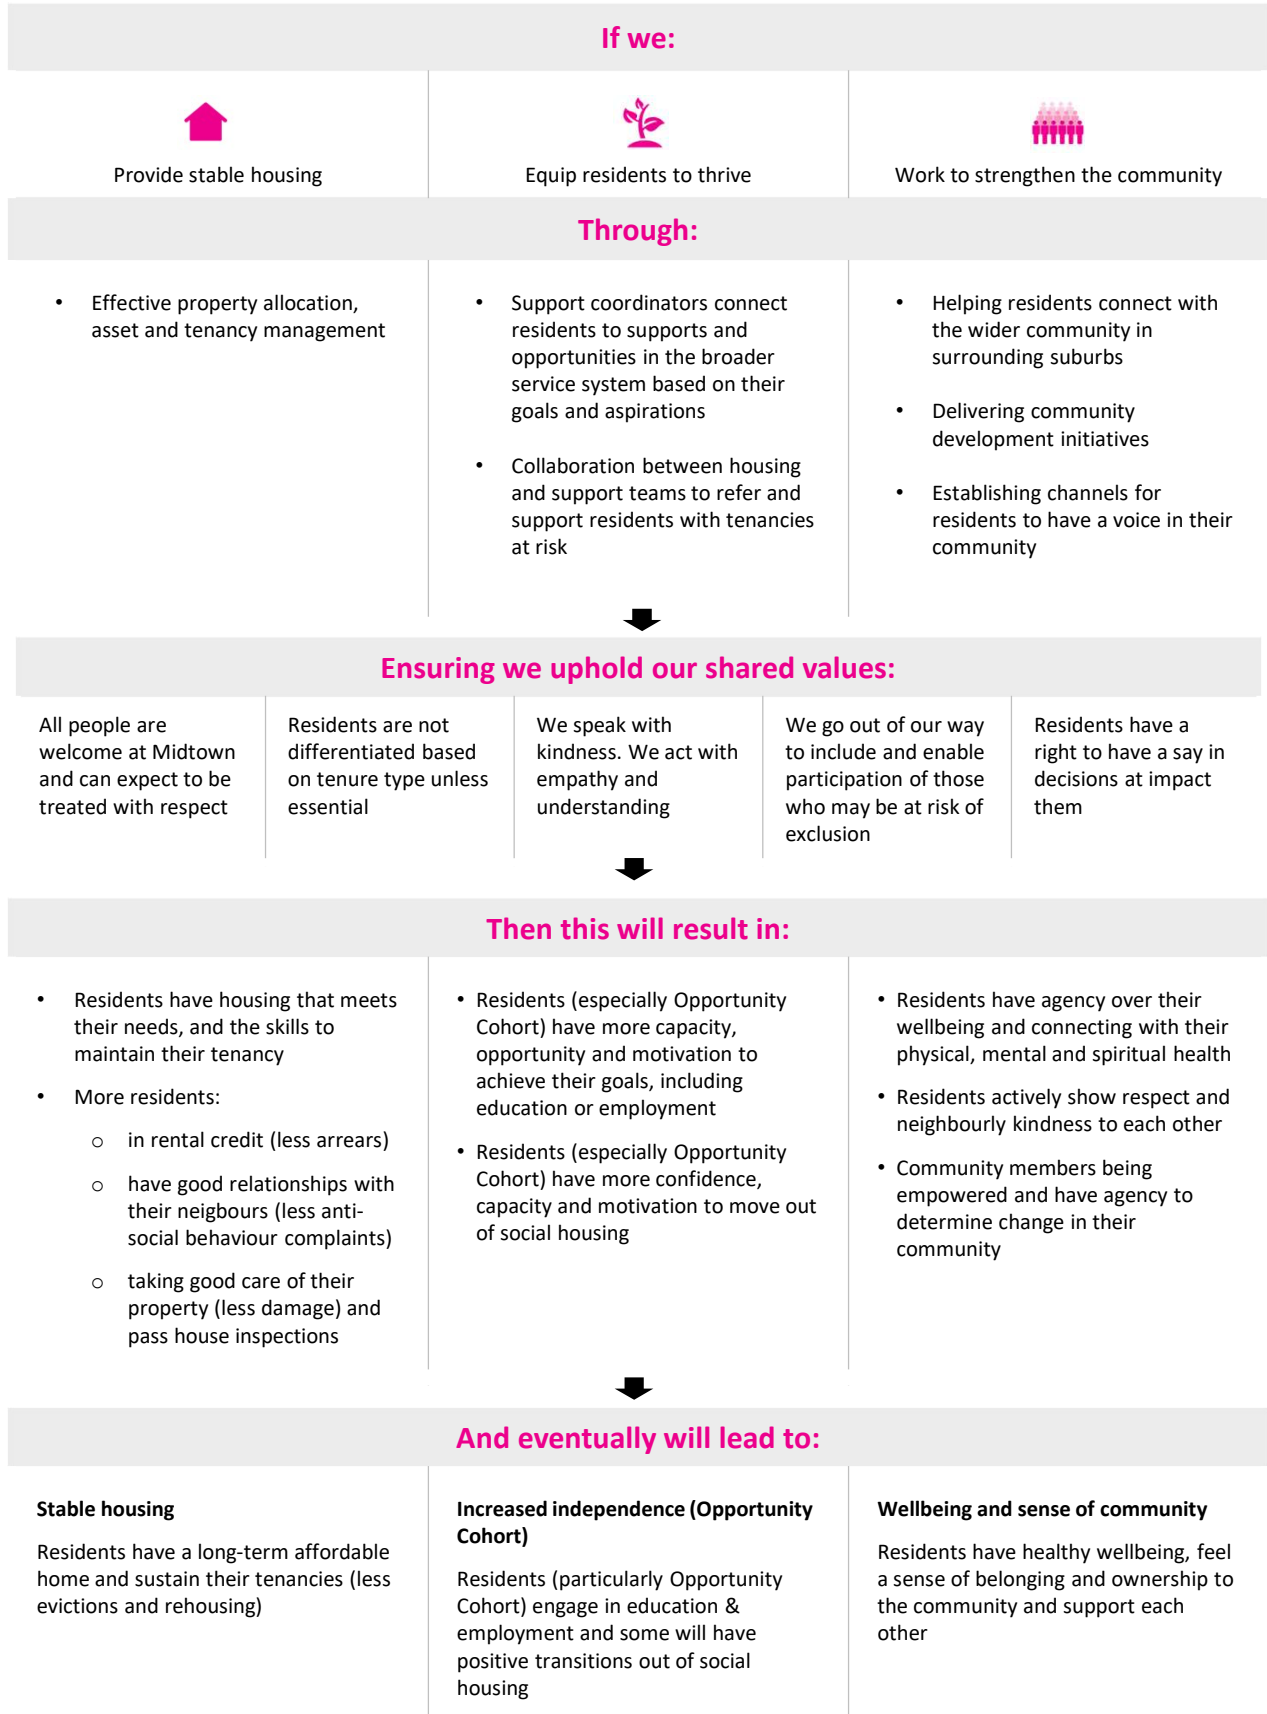 If we:
Provide stable housing
Equip residents to thrive
Work to strengthen the community
Through:
• Effective property allocation,
asset and tenancy management
• Support coordinators connect
residents to supports and
opportunities in the broader
service system based on their
goals and aspirations
• Collaboration between housing
and support teams to refer and
support residents with tenancies
at risk
• Helping residents connect with
the wider community in
surrounding suburbs
• Delivering community
development initiatives
• Establishing channels for
residents to have a voice in their
community
Ensuring we uphold our shared values:
All people are
welcome at Midtown
and can expect to be
treated with respect
Residents are not
differentiated based
on tenure type unless
essential
We speak with
kindness. We act with
empathy and
understanding
We go out of our way
to include and enable
participation of those
who may be at risk of
exclusion
Residents have a
right to have a say in
decisions at impact
them
Then this will result in:
• Residents have housing that meets
their needs, and the skills to
maintain their tenancy
• More residents:
o in rental credit (less arrears)
o have good relationships with
their neigbours (less anti-
social behaviour complaints)
o taking good care of their
property (less damage) and
pass house inspections
• Residents (especially Opportunity
Cohort) have more capacity,
opportunity and motivation to
achieve their goals, including
education or employment
• Residents (especially Opportunity
Cohort) have more confidence,
capacity and motivation to move out
of social housing
• Residents have agency over their
wellbeing and connecting with their
physical, mental and spiritual health
• Residents actively show respect and
neighbourly kindness to each other
• Community members being
empowered and have agency to
determine change in their
community
And eventually will lead to:
Stable housing
Residents have a long-term affordable
home and sustain their tenancies (less
evictions and rehousing)
Increased independence (Opportunity
Cohort)
Residents (particularly Opportunity
Cohort) engage in education &
employment and some will have
positive transitions out of social
housing
Wellbeing and sense of community
Residents have healthy wellbeing, feel
a sense of belonging and ownership to
the community and support each
other